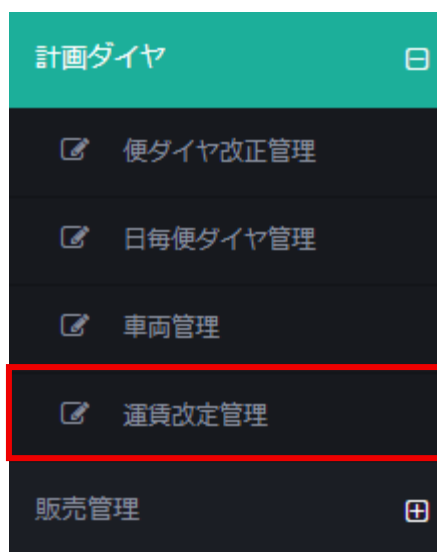 計画ダイヤ
便ダイヤ改正管理
日毎便ダイヤ管理
車両管理
運賃改定管理
販売管理